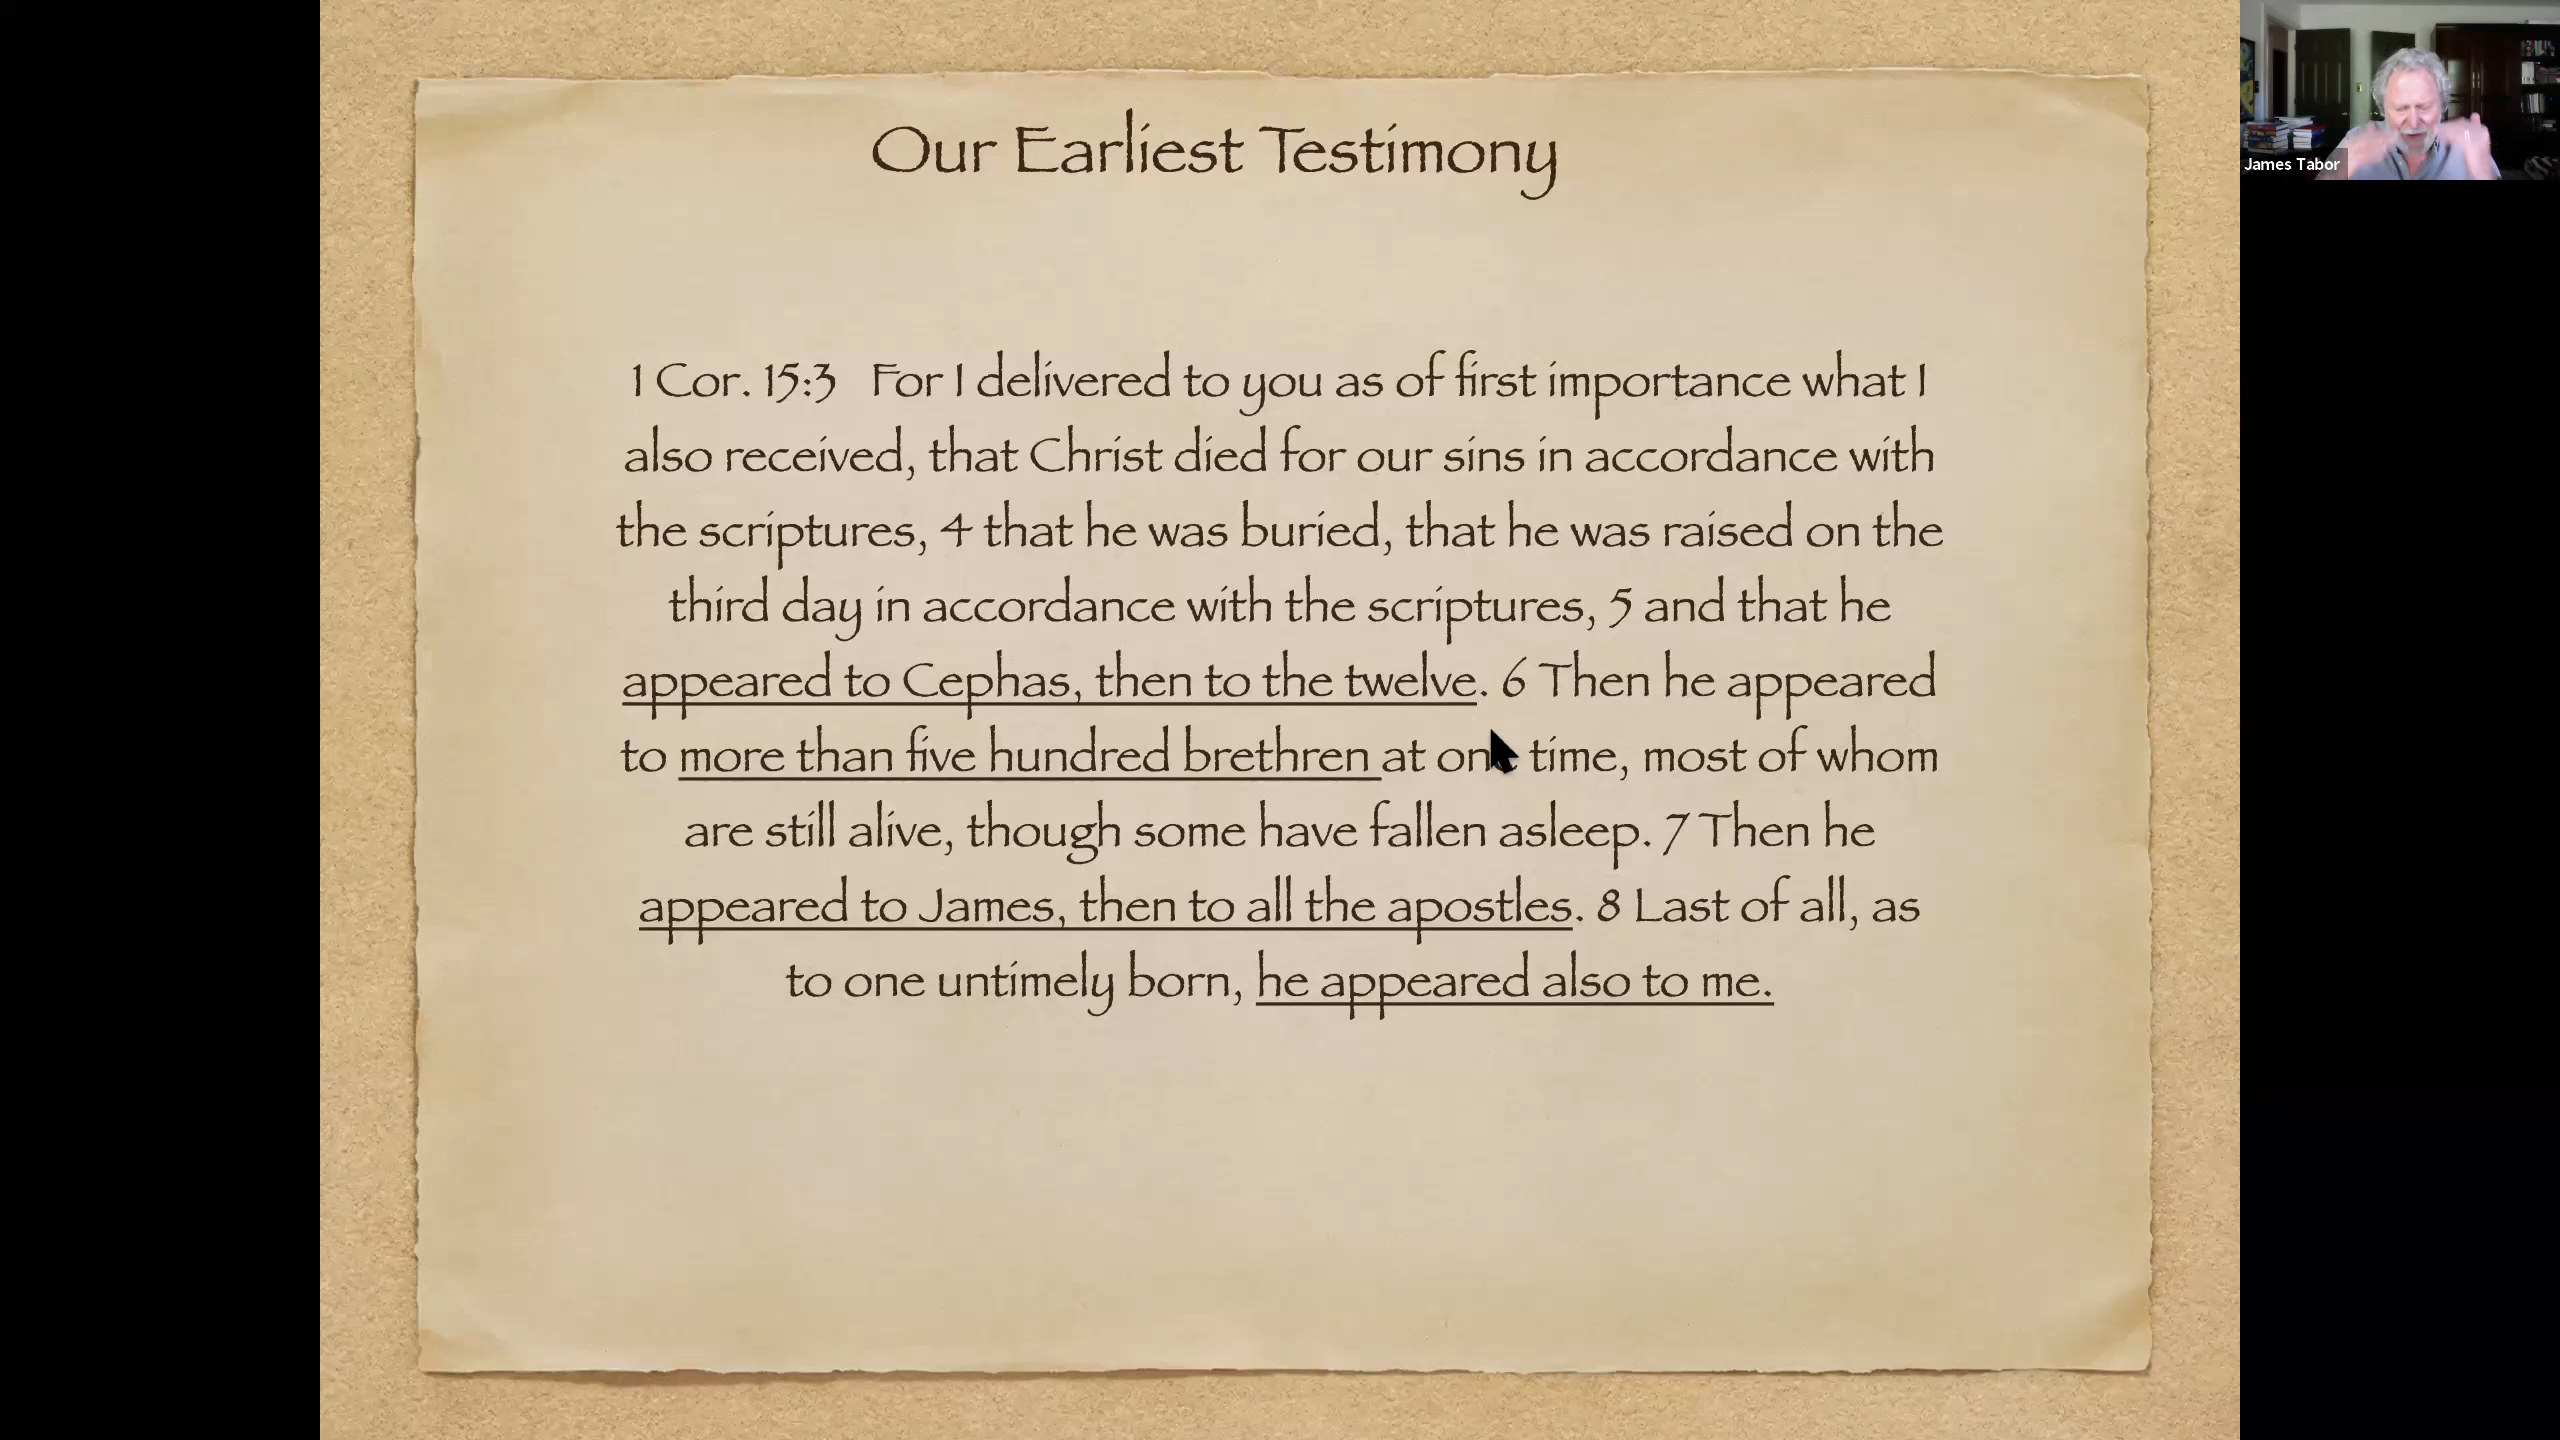 Our Earliest Testimony
James Tabor
1 Cor. 15:3 For I delivered to you as of first importance what I
also received, that Christ died for our sins in accordance with
the scriptures, 4 that he was buried, that he was raised on the
third day in accordance with the scriptures, 5 and that he
appeared to Cephas, then to the twelve. 6 Then he appeared
to more than five hundred brethren at one time, most of whom
are still alive, though some have fallen asleep. 7 Then he
appeared to James, then to all the apostles. 8 Last of all, as
to one untimely born, he appeared also to me.